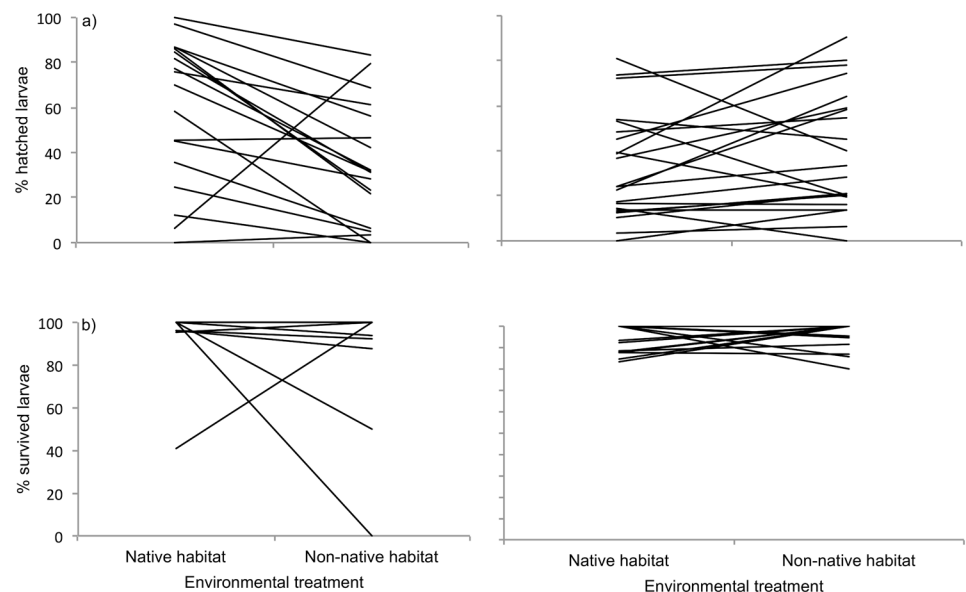 a)
100
80
60
40
20
0
% hatched larvae
b)
100
80
60
40
20
0
% survived larvae
Native habitat Non-native habitat
Environmental treatment
Native habitat Non-native habitat
Environmental treatment